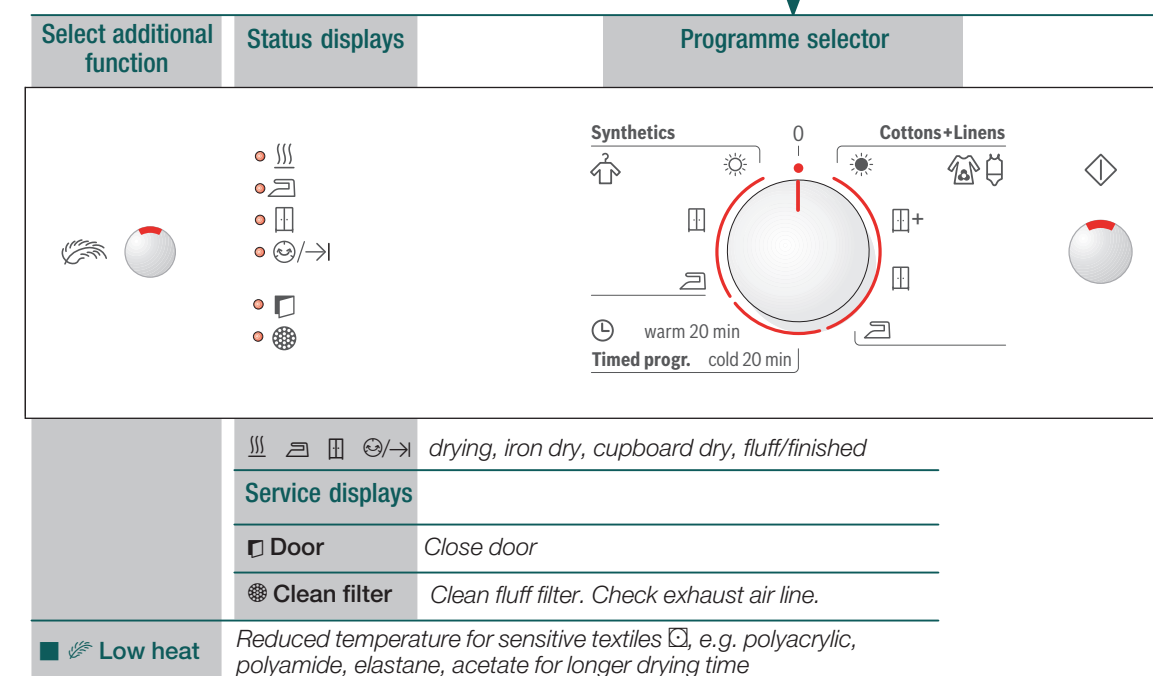 Select additional function
Status displays
Programme selector
Synthetics
0
Cottons+Linens
+
/
warm 20 min
Timed progr. cold 20 min
/ drying, iron dry, cupboard dry, fluff/finished
Service displays
Door Close door
Clean filter Clean fluff filter. Check exhaust air line.
Low heat
Reduced temperature for sensitive textiles , e.g. polyacrylic,
polyamide, elastane, acetate for longer drying time